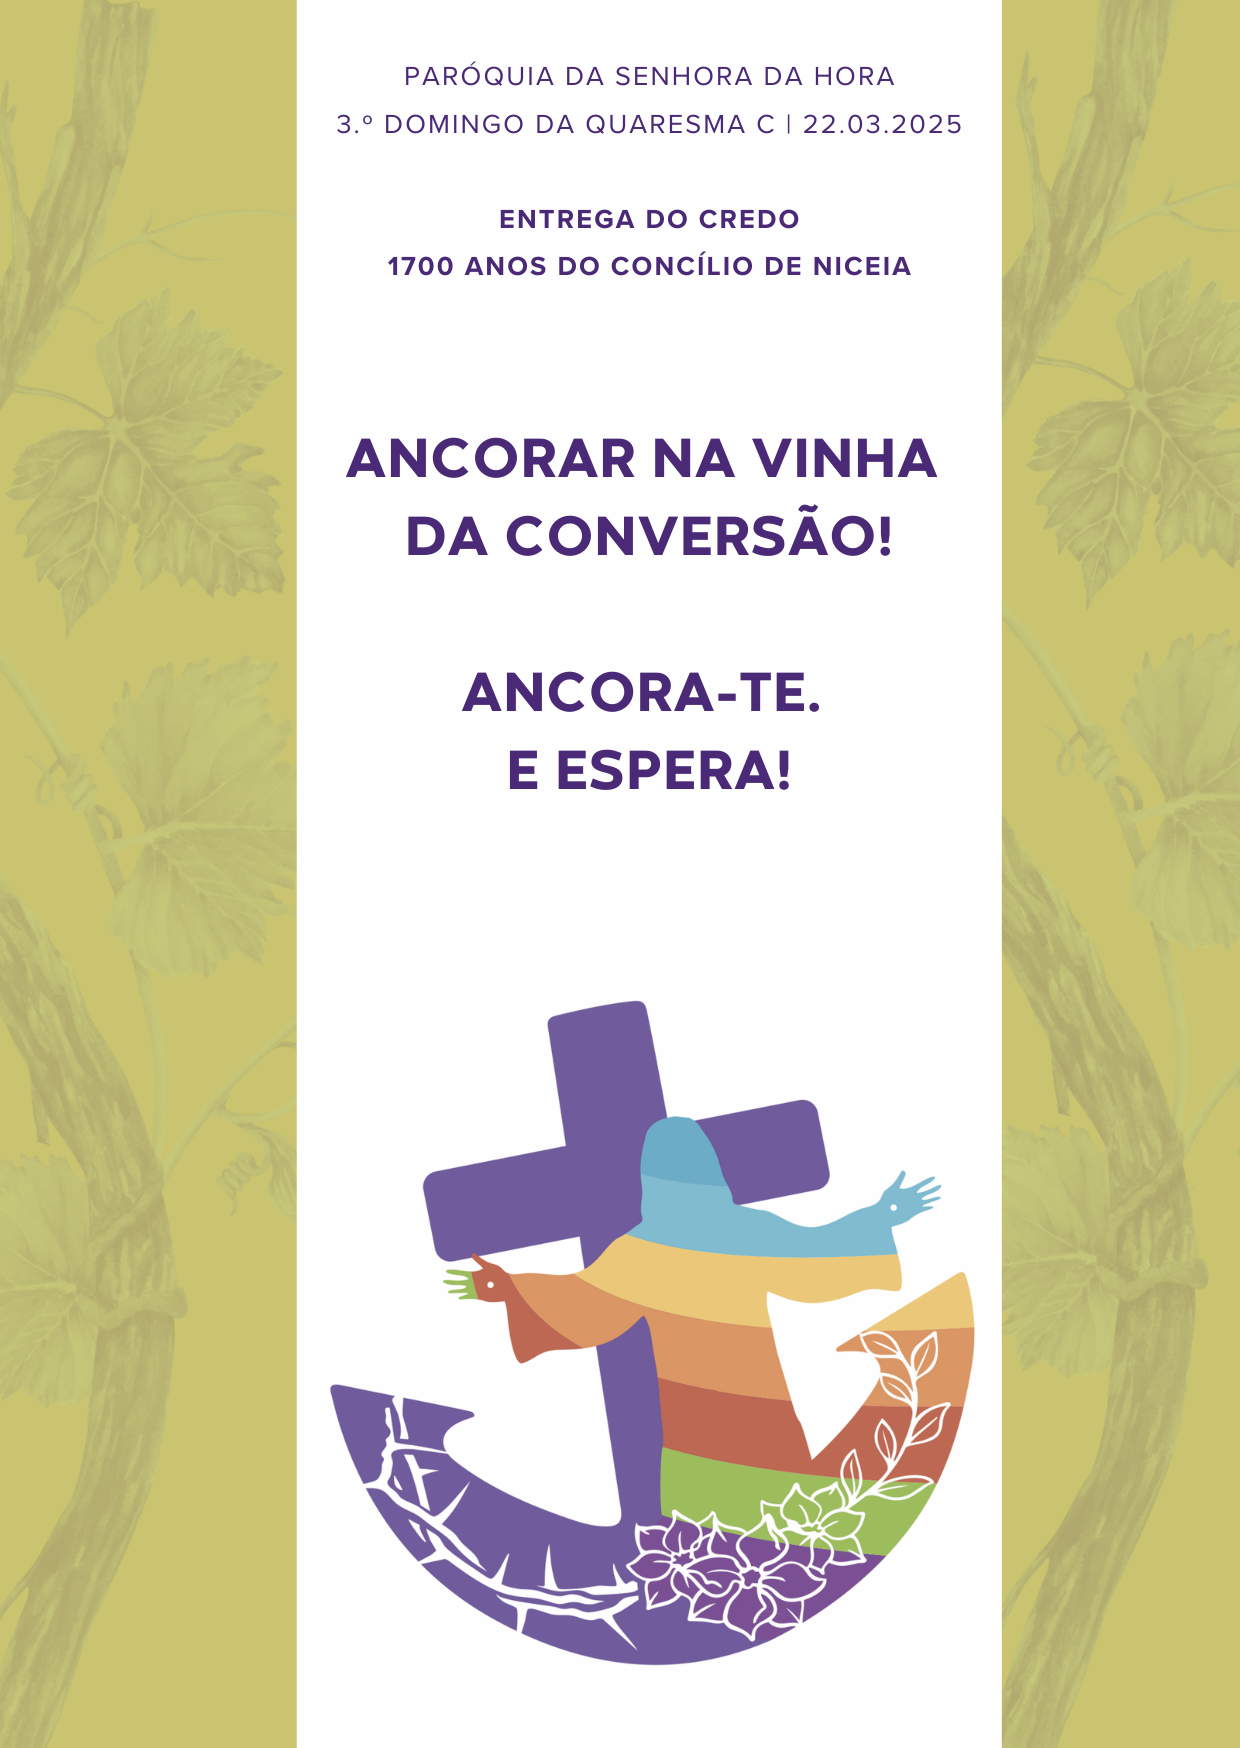 PARÓQUIA DA SENHORA DA HORA
3.º DOMINGO DA QUARESMA C | 22.03.2025
ENTREGA DO CREDO
1700 ANOS DO CONCÍLIO DE NICEIA
ANCORAR NA VINHA
DA CONVERSÃO!
ANCORA-TE.
E ESPERA!